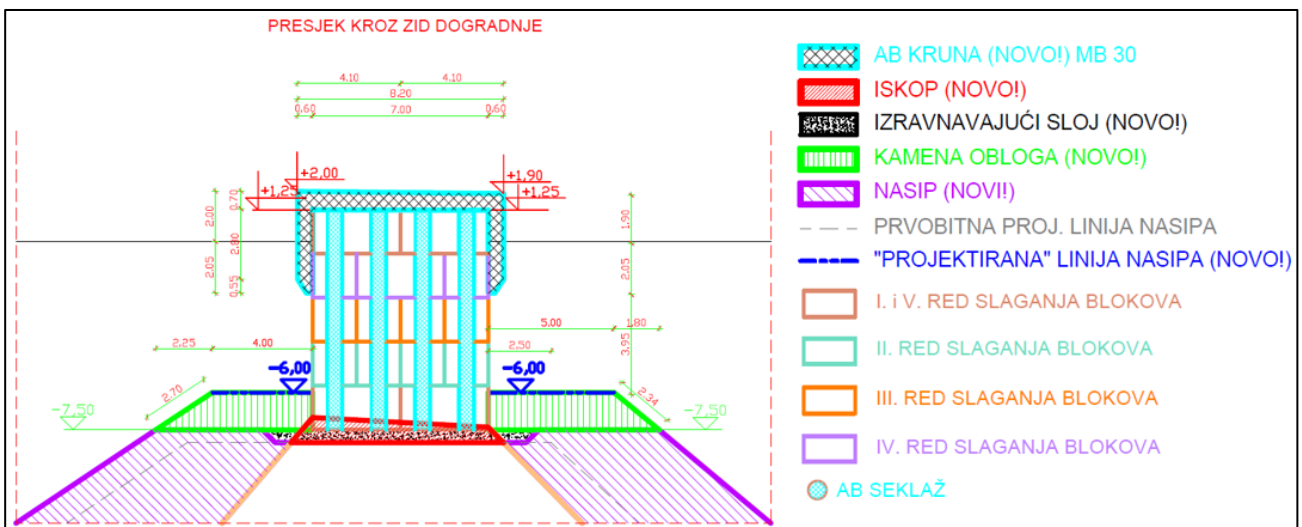 PRESJEK KROZ ZID DOGRADNJE
4.10 4.10
8.20
0.60 7.00 0.60
+2,00 +1,90
+1,25 +1,25
2.00 0.70 1.90
2.05 2.80 2.05
0.55
5.00 1.80
2.25 4.00 2.50 3.95
-6,00 -6,00
2.70 2.34
-7,50 -7,50
AB KRUNA (NOVO!) MB 30
ISKOP (NOVO!)
IZRAVNAVAJUĆI SLOJ (NOVO!)
KAMENA OBLOGA (NOVO!)
NASIP (NOVI!)
PRVOBITNA PROJ. LINIJA NASIPA
"PROJEKTIRANA" LINIJA NASIPA (NOVO!)
I. i V. RED SLAGANJA BLOKOVA
II. RED SLAGANJA BLOKOVA
III. RED SLAGANJA BLOKOVA
IV. RED SLAGANJA BLOKOVA
AB SEKLAŽ